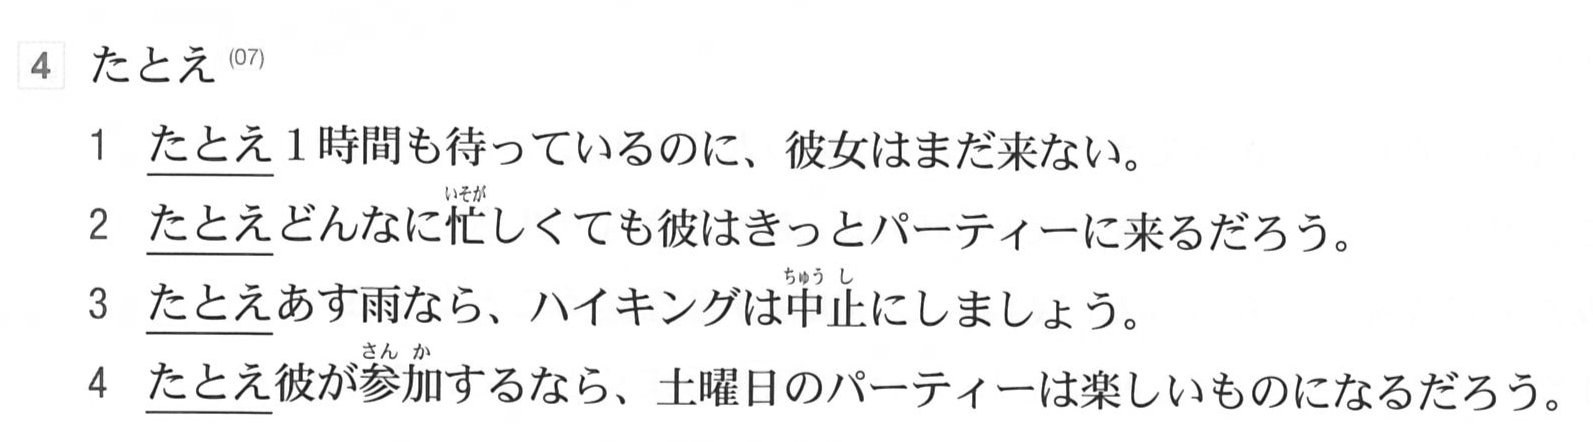 4 たとえ (07)
1 たとえ1時間も待っているのに、彼女はまだ来ない。
いそが
2 たとえどんなに忙しくても彼はきっとパーティーに来るだろう。
ちゅう し
3 たとえあす雨なら、ハイキングは中止にしましょう。
さん か
4 たとえ彼が参加するなら、土曜日のパーティーは楽しいものになるだろう。